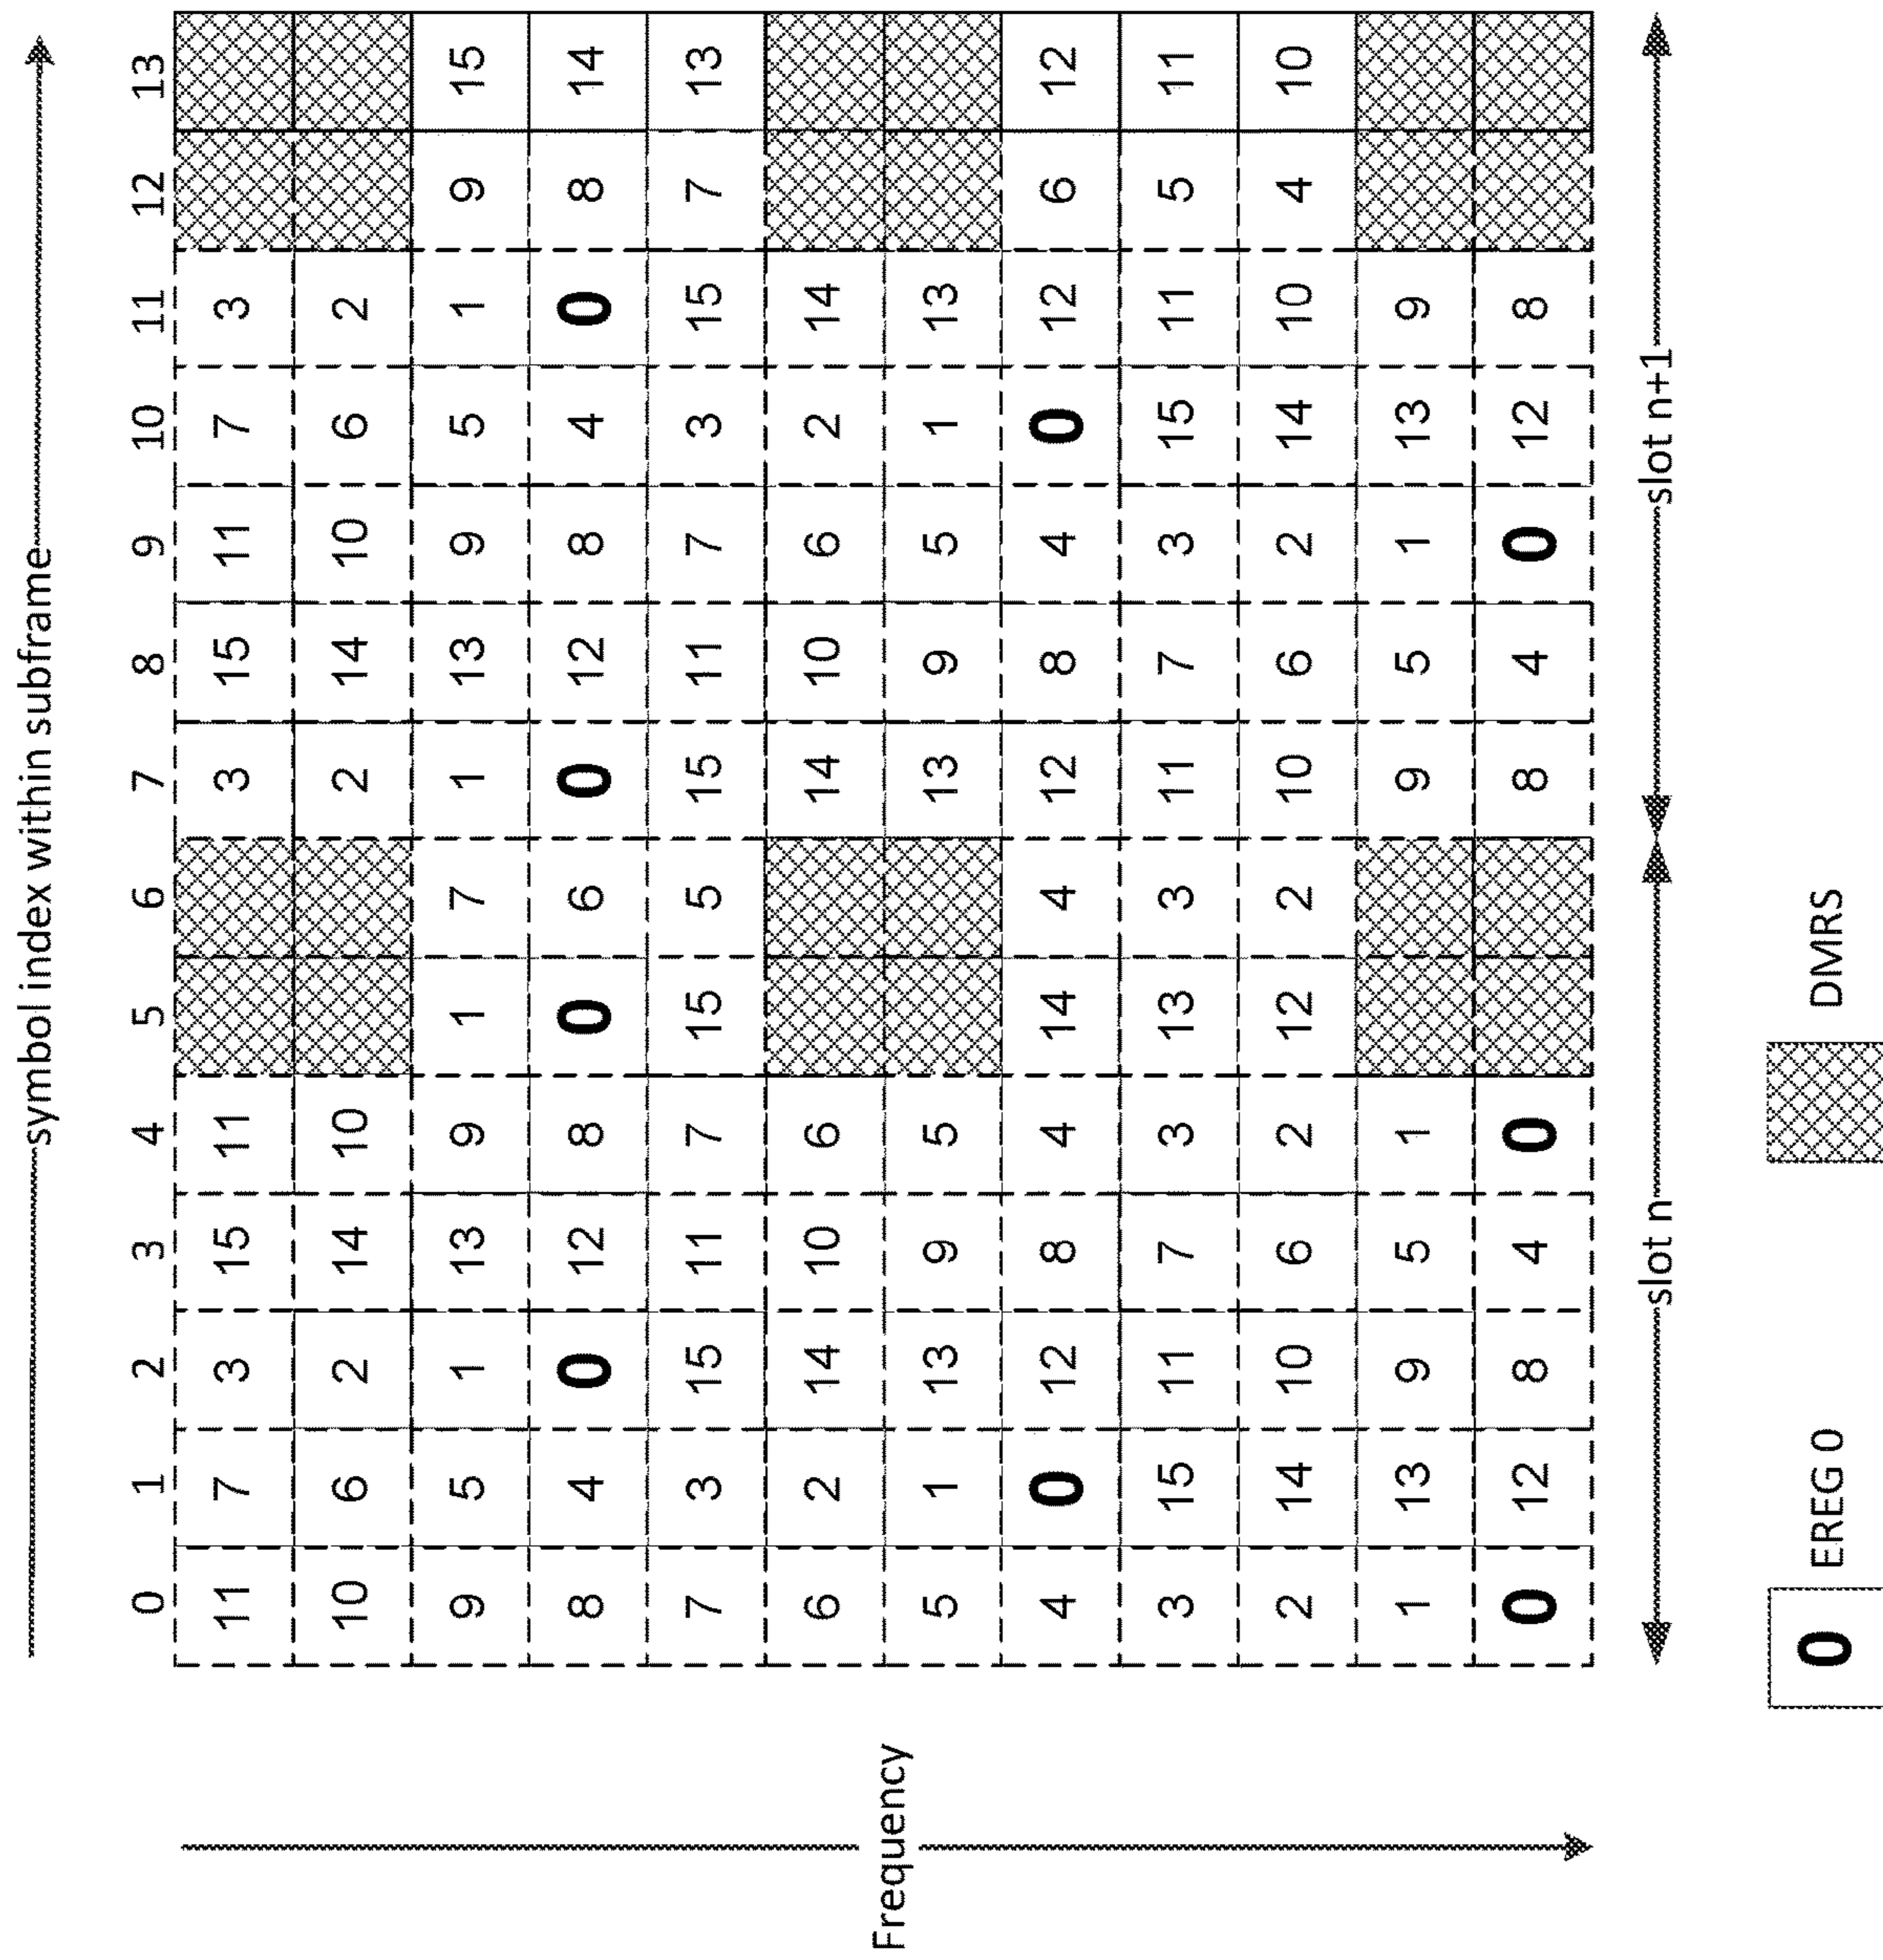 symbol index within subframe
0 1 2 3 4 5 6 7 8 9 10 11 12 13
11 7 3 15 11 3 15 11 7 3
10 6 2 14 10 2 14 10 6 2
9 5 1 13 9 1 7 1 13 9 5 1 9 15
8 4 0 12 8 0 6 0 12 8 4 0 8 14
7 3 15 11 7 15 5 15 11 7 3 15 7 13
6 2 14 10 6 14 10 6 2 14
5 1 13 9 5 13 9 5 1 13
4 0 12 8 4 14 4 12 8 4 0 12 6 12
3 15 11 7 3 13 3 11 7 3 15 11 5 11
2 14 10 6 2 12 2 10 6 2 14 10 4 10
1 13 9 5 1 9 5 1 13 9
0 12 8 4 0 8 4 0 12 8
Frequency
slot n slot n+1
0 EREG 0 DMRS